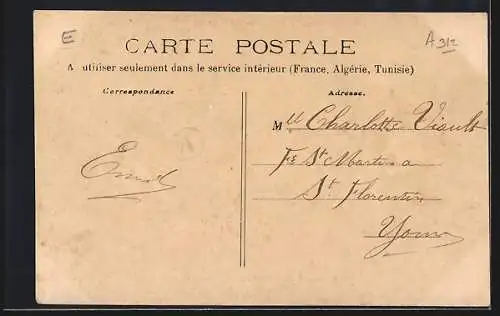 E
A 312
CARTE POSTALE
A utiliser seulement dans le service intérieur (France, Algérie, Tunisie)
Correspondance
Adresse.
Mlle Charlotte Viault
Fg St Martin a
St Florentin
Yonne